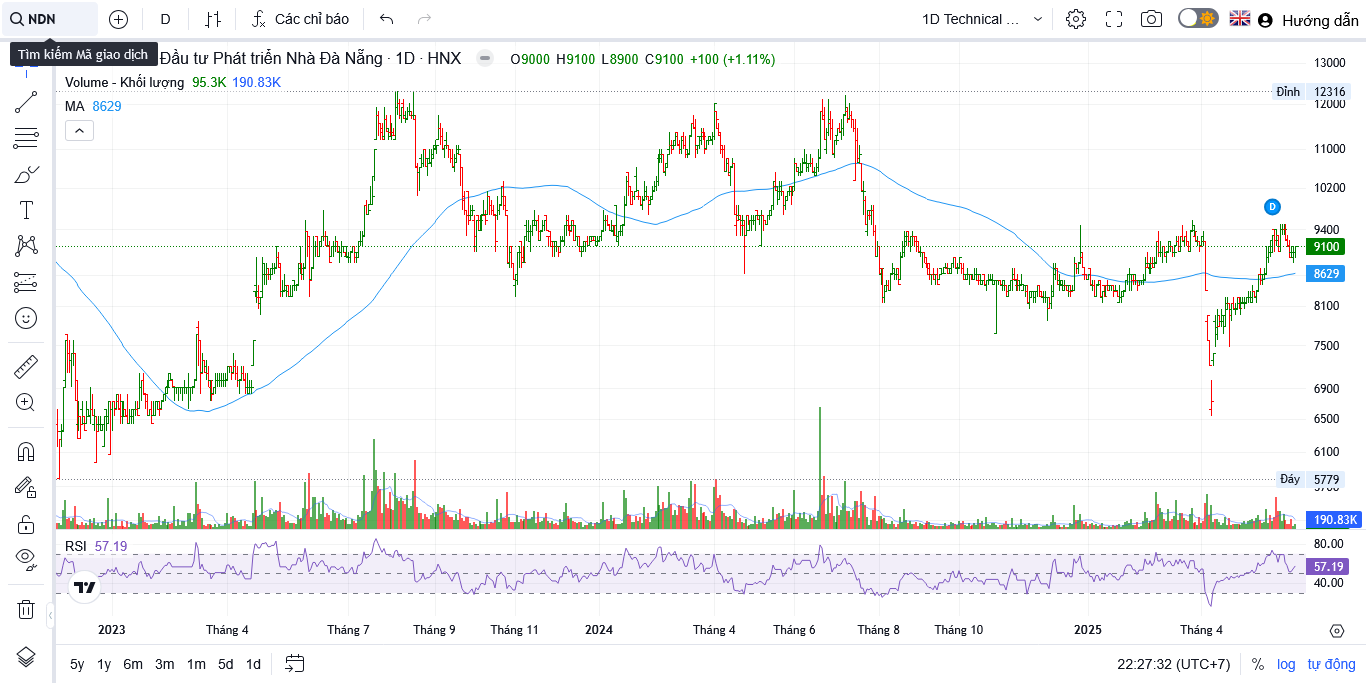 NDN
D
Các chỉ báo
1D Technical ...
Hướng dẫn
Tìm kiếm Mã giao dịch
Đầu tư Phát triển Nhà Đà Nẵng · 1D · HNX
O9000 H9100 L8900 C9100 +100 (+1.11%)
Volume - Khối lượng 95.3K 190.83K
MA 8629
13000
Đỉnh 12316
12000
11000
10200
D
9400
9100
8629
8100
7500
6900
6500
6100
Đáy 5779
5700
190.83K
RSI 57.19
80.00
57.19
40.00
2023 Tháng 4 Tháng 7 Tháng 9 Tháng 11 2024 Tháng 4 Tháng 6 Tháng 8 Tháng 10 2025 Tháng 4
5y 1y 6m 3m 1m 5d 1d
22:27:32 (UTC+7) % log tự động